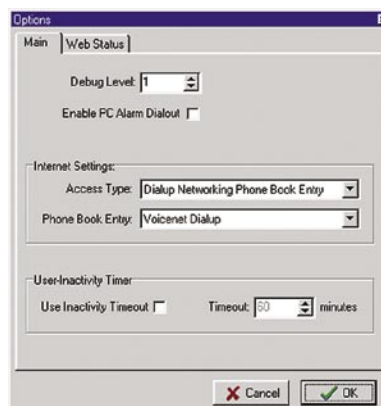 Options
Main Web Status
Debug Level: 1
Enable PC Alarm Dialout
Internet Settings:
Access Type: Dialup Networking Phone Book Entry
Phone Book Entry: Voicenet Dialup
User-Inactivity Timer
Use Inactivity Timeout Timeout: 60 minutes
Cancel OK